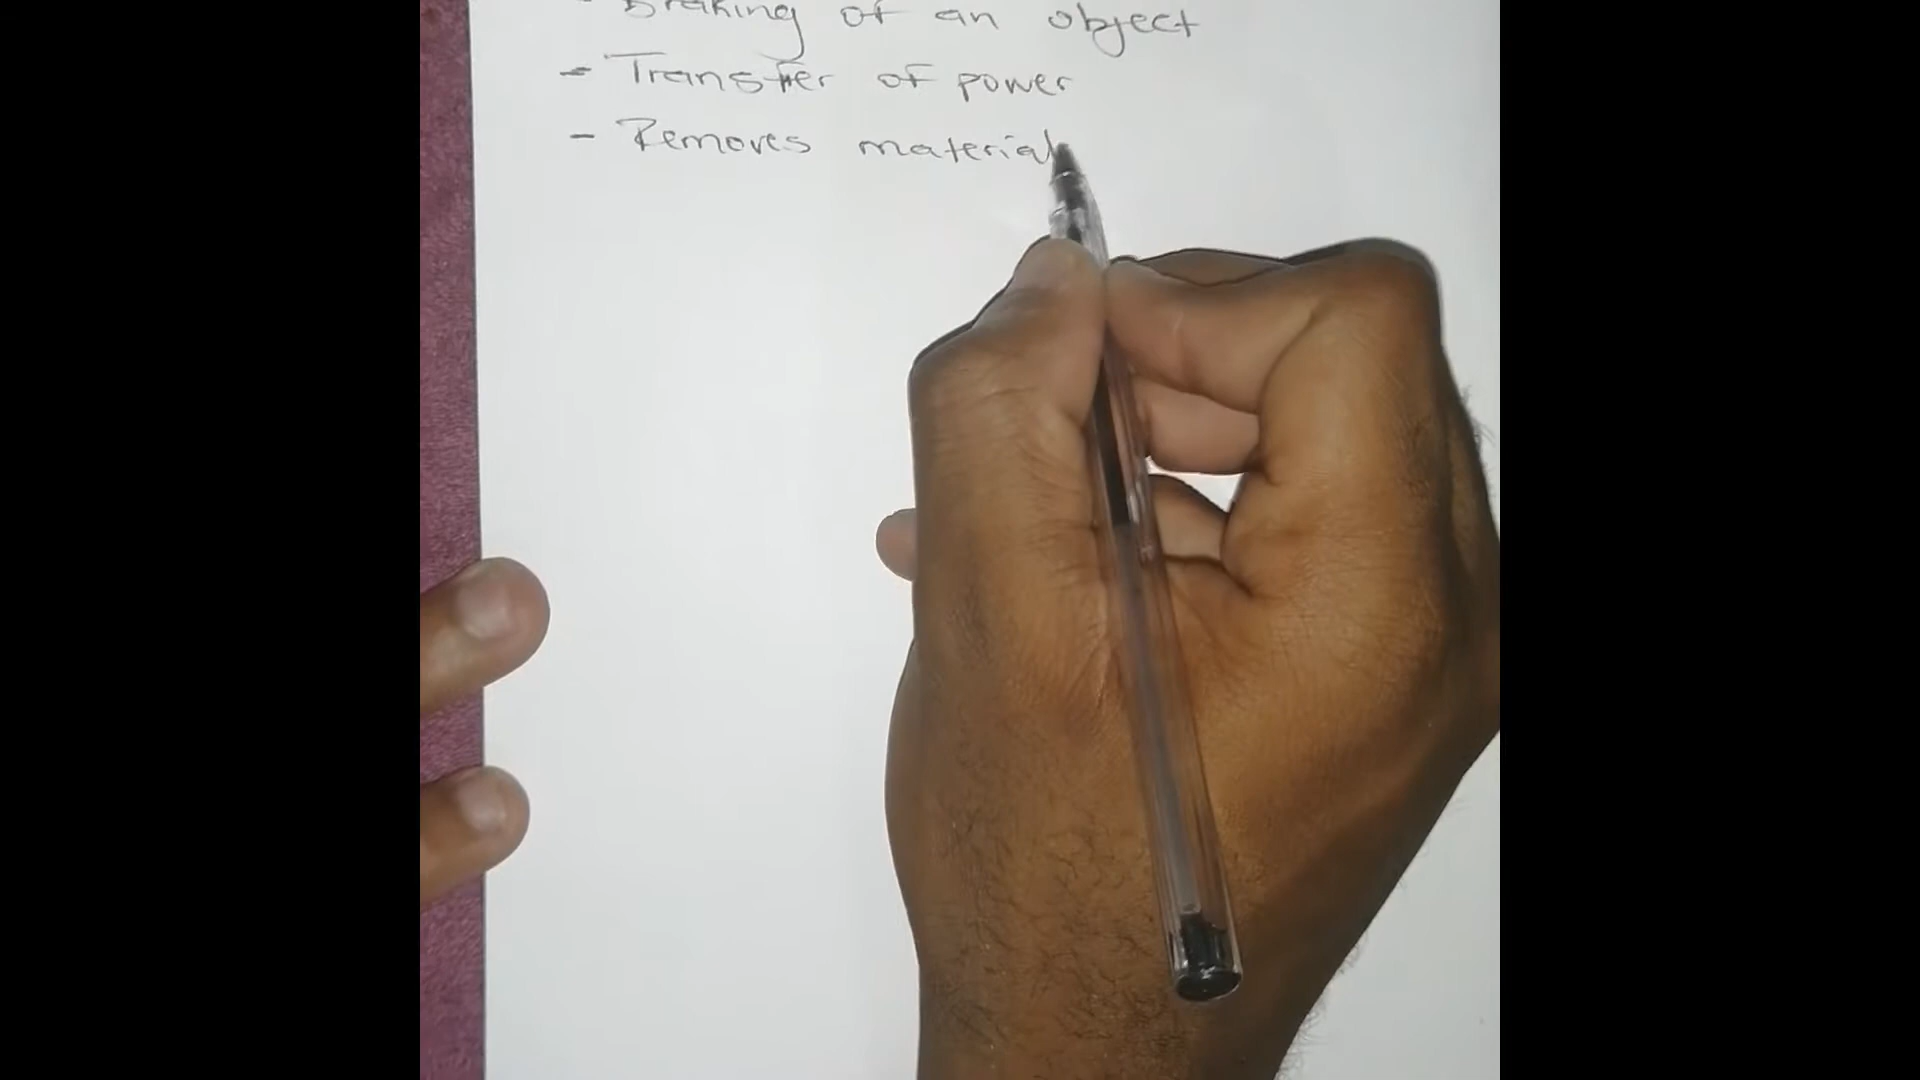 - Braking of an object
- Transfer of power
- Removes material